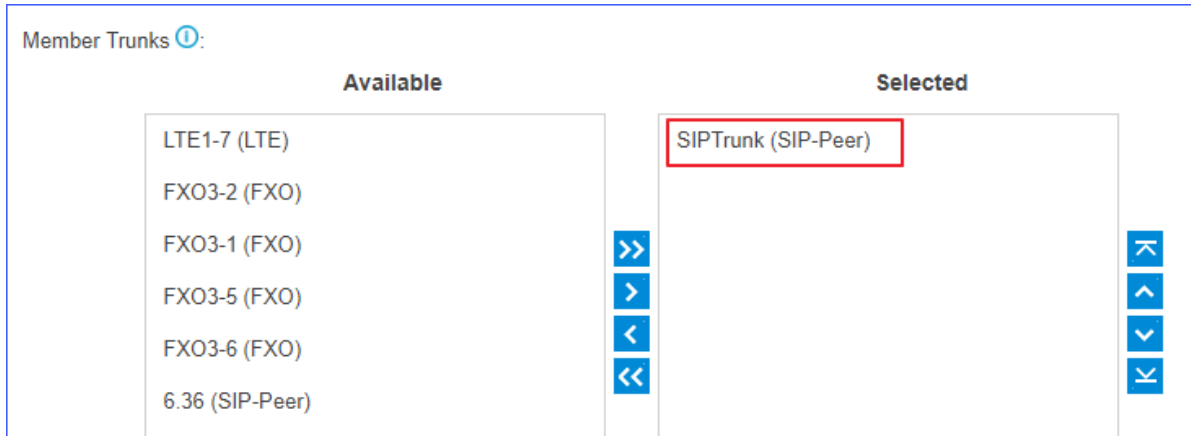 Member Trunks :
Available
Selected
LTE1-7 (LTE)
FXO3-2 (FXO)
FXO3-1 (FXO)
FXO3-5 (FXO)
FXO3-6 (FXO)
6.36 (SIP-Peer)
SIPTrunk (SIP-Peer)